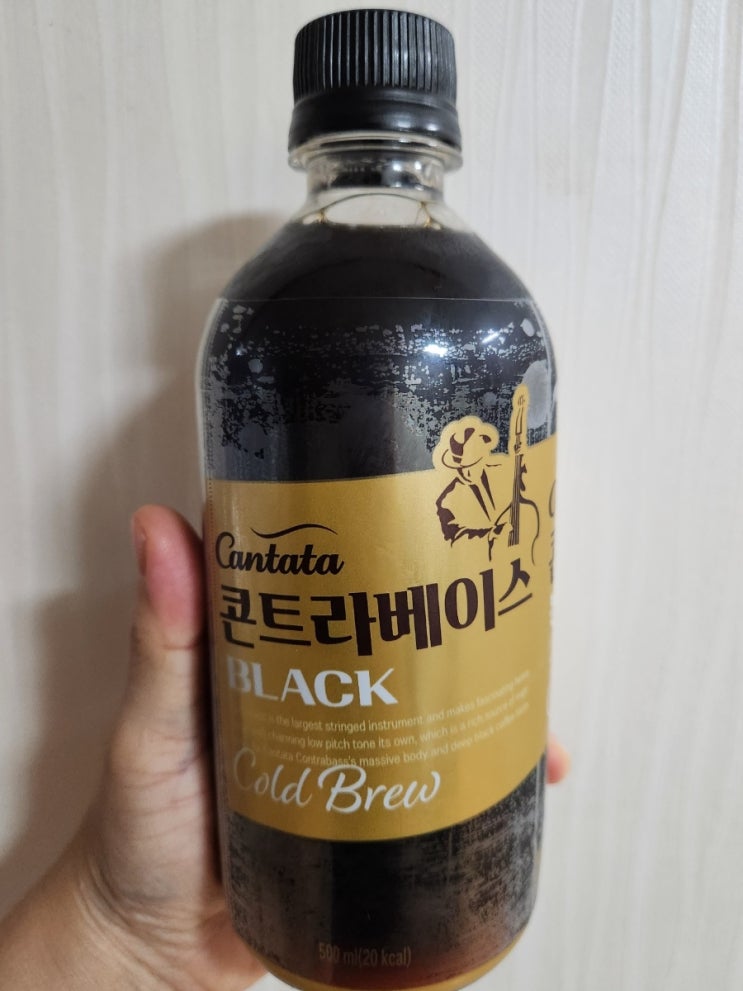 Cantata
콘트라베이스
BLACK
is the largest stringed instrument and makes fascinating
charming low pitch tone its own, which is a rich source of
Cantata Contrabass's massive body and deep black coffee
Cold Brew
500 ml(20 kcal)